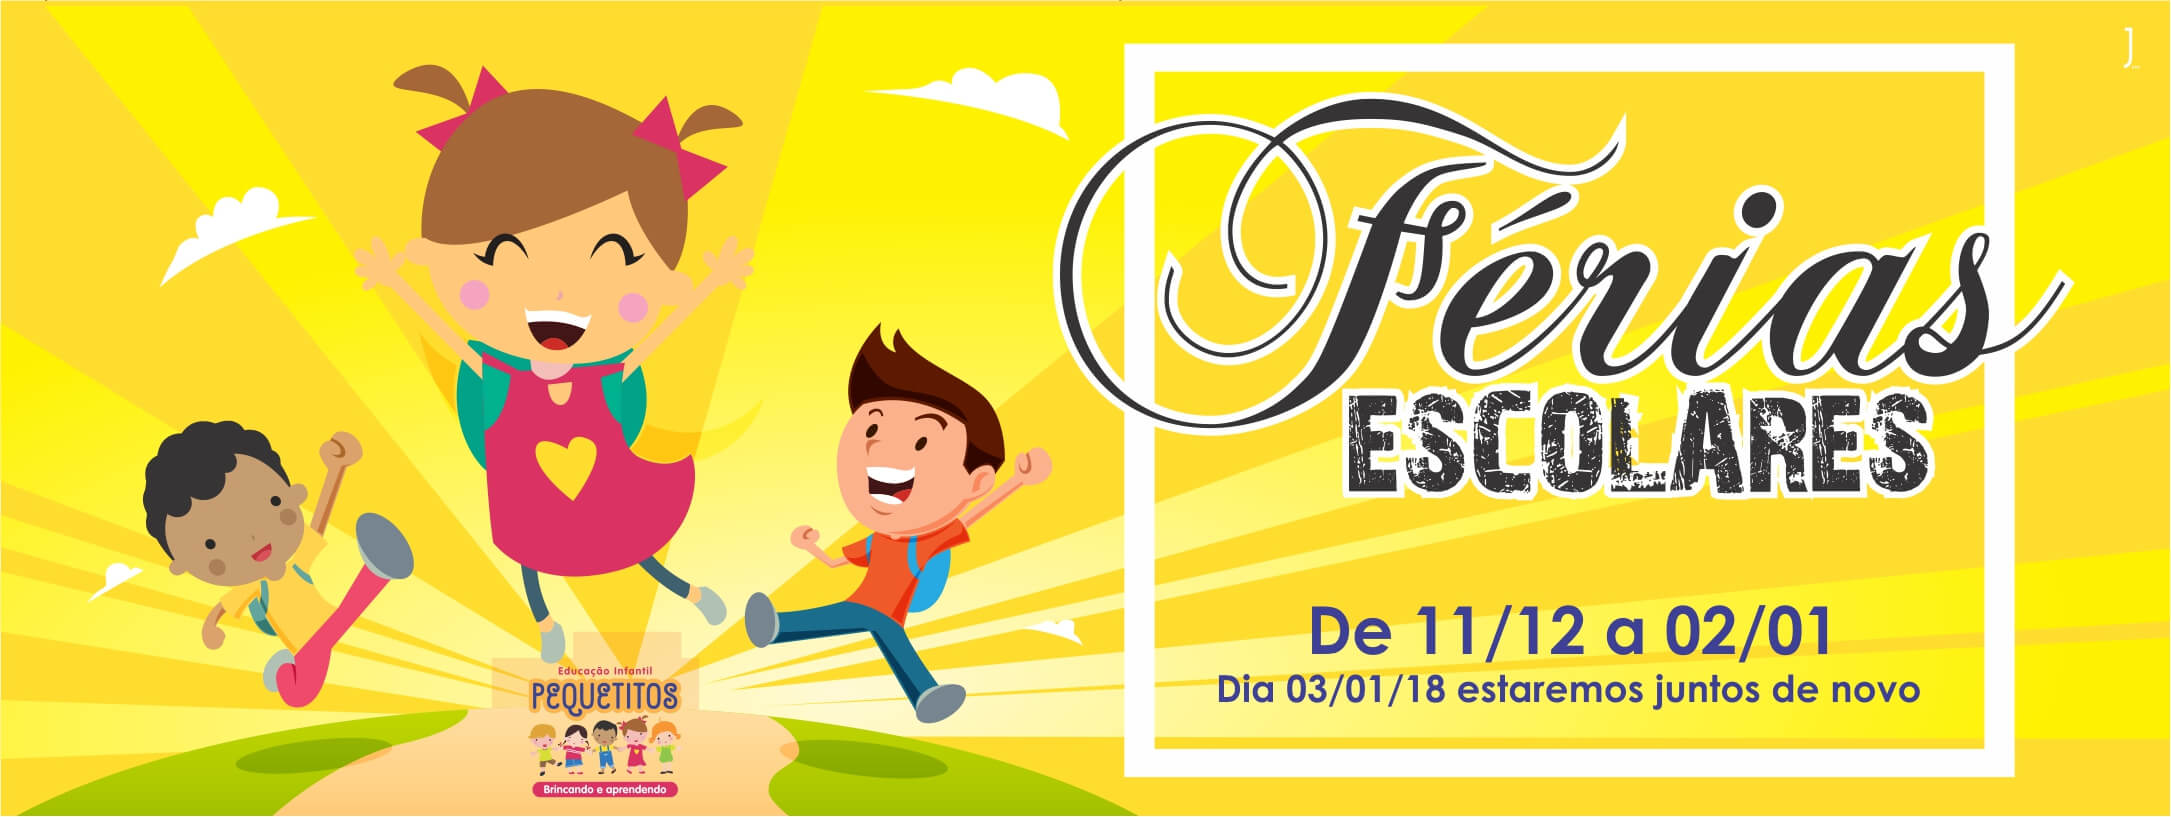 Férias
ESCOLARES
De 11/12 a 02/01
Dia 03/01/18 estaremos juntos de novo
Educação Infantil
PEQUETITOS
Brincando e aprendendo
J